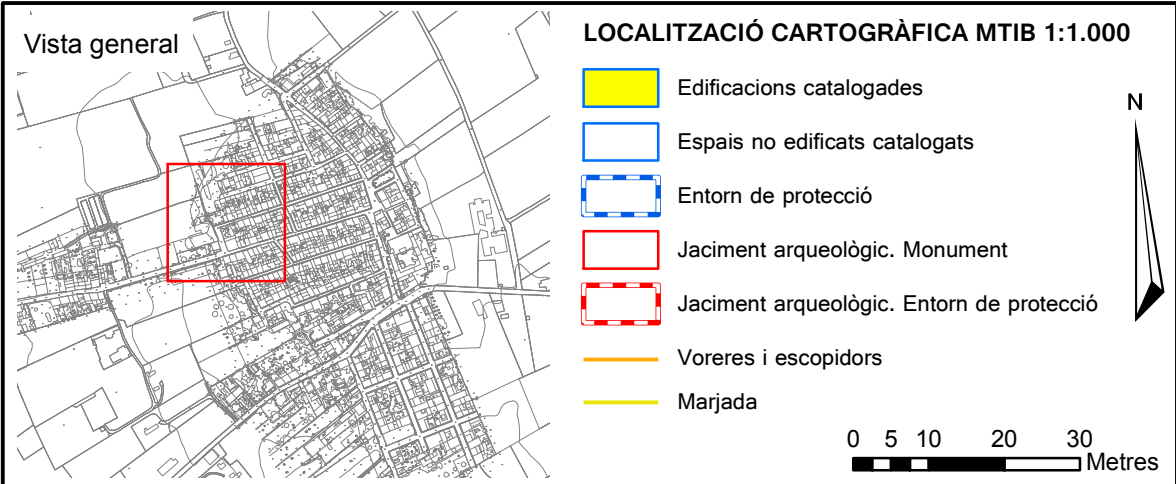 Vista general
LOCALITZACIÓ CARTOGRÀFICA MTIB 1:1.000
Edificacions catalogades
Espais no edificats catalogats
Entorn de protecció
Jaciment arqueològic. Monument
Jaciment arqueològic. Entorn de protecció
Voreres i escopidors
Marjada
N
0 5 10 20 30
Metres